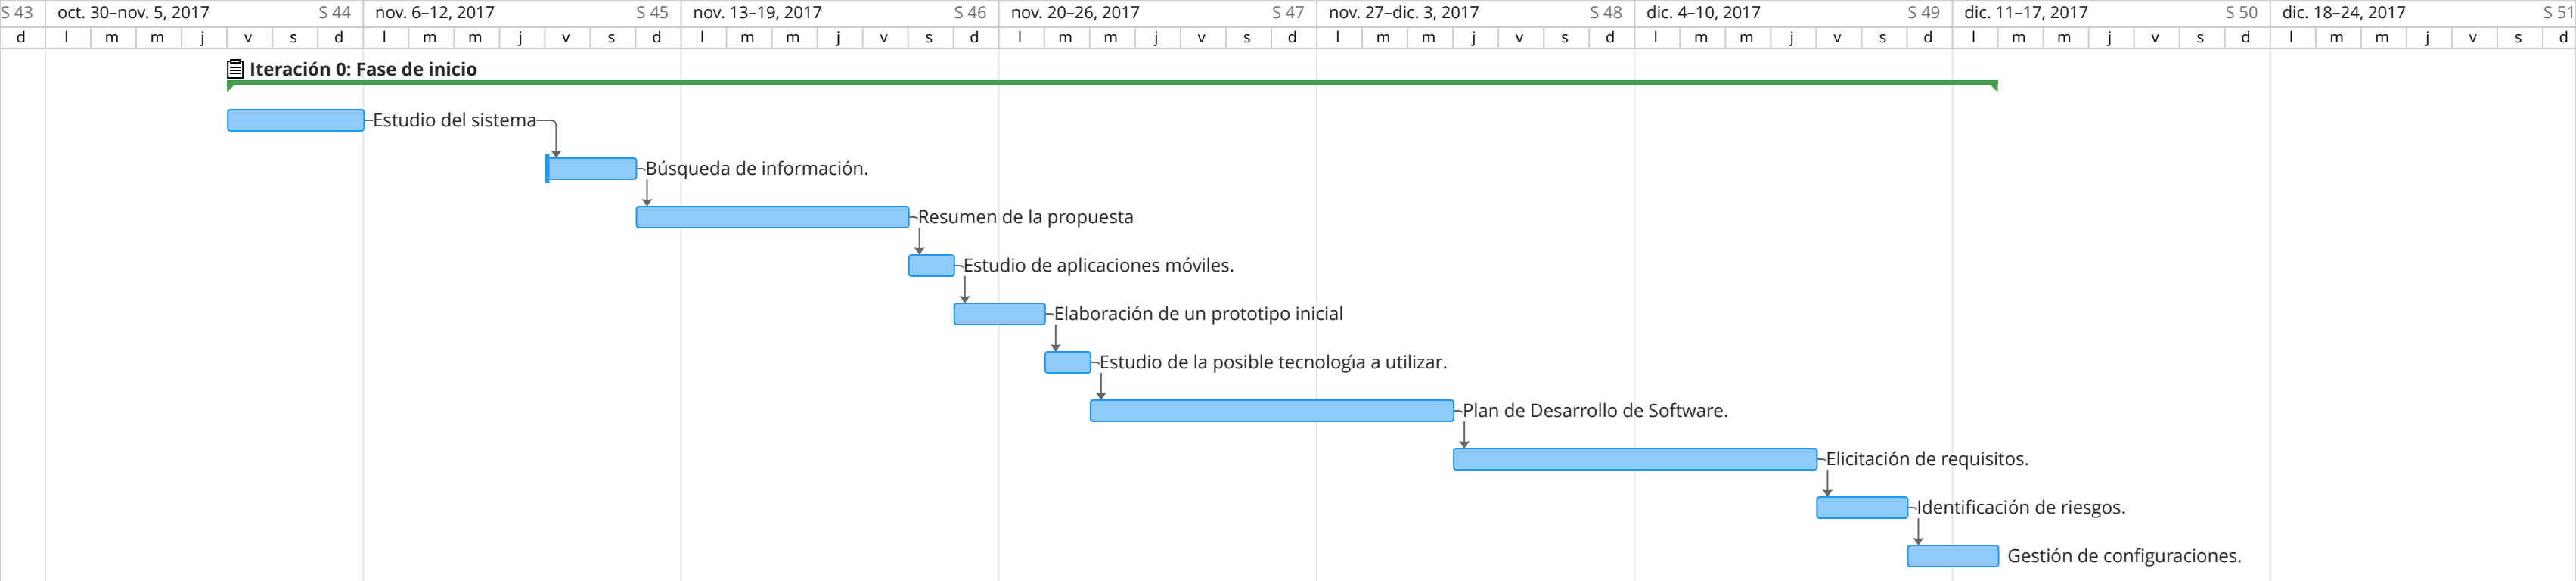 S 43 oct. 30–nov. 5, 2017 S 44 nov. 6–12, 2017 S 45 nov. 13–19, 2017 S 46 nov. 20–26, 2017 S 47 nov. 27–dic. 3, 2017 S 48 dic. 4–10, 2017 S 49 dic. 11–17, 2017 S 50 dic. 18–24, 2017 S 51
d l m m j v s d l m m j v s d l m m j v s d l m m j v s d l m m j v s d l m m j v s d l m m j v s d l m m j v s d
Iteración 0: Fase de inicio
Estudio del sistema
Búsqueda de información.
Resumen de la propuesta
Estudio de aplicaciones móviles.
Elaboración de un prototipo inicial
Estudio de la posible tecnología a utilizar.
Plan de Desarrollo de Software.
Elicitación de requisitos.
Identificación de riesgos.
Gestión de configuraciones.